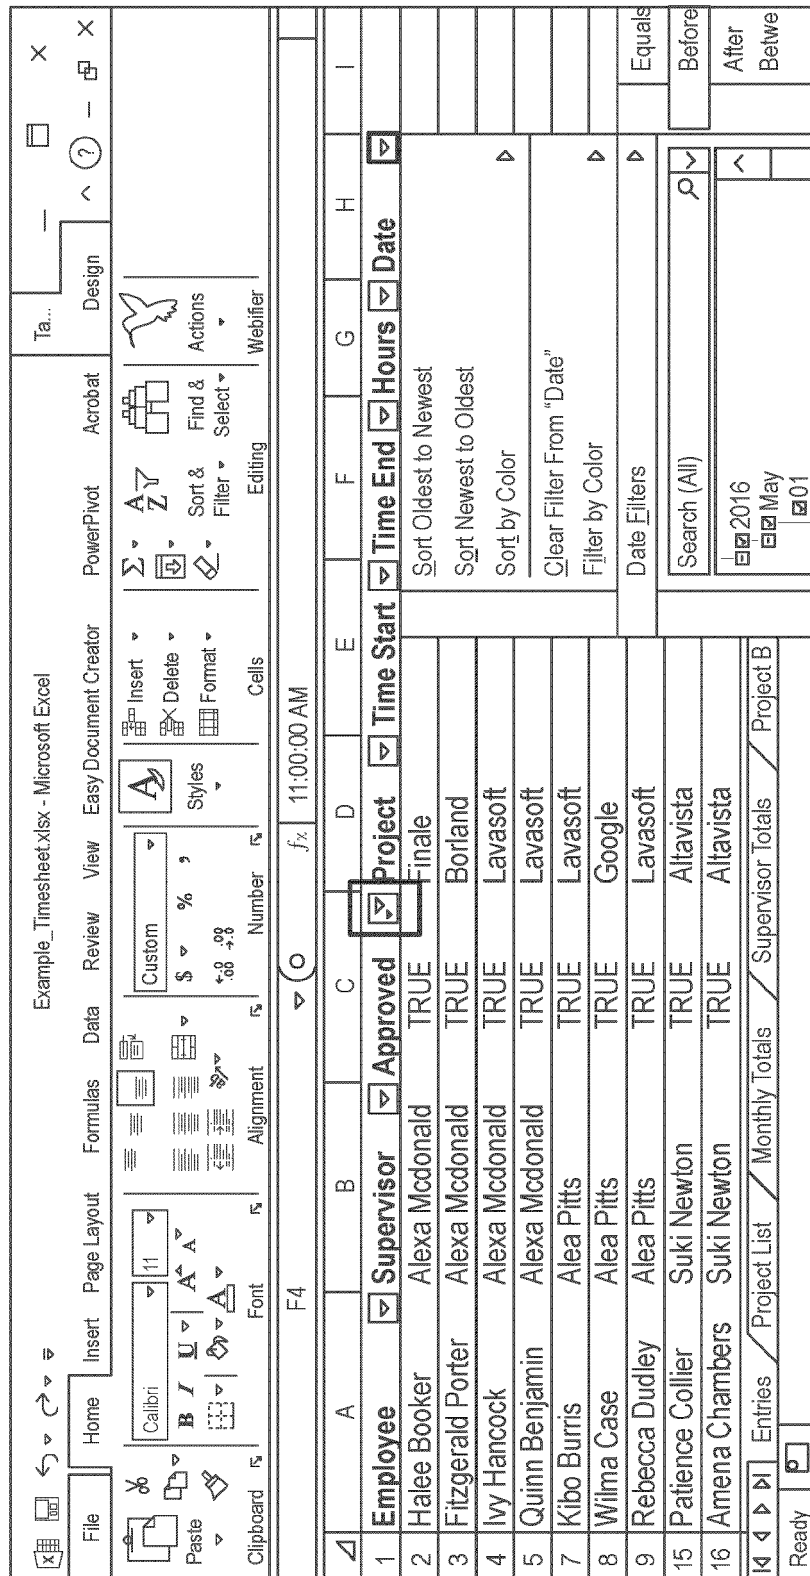 Example_Timesheet.xlsx - Microsoft Excel
Ta...
File Home Insert Page Layout Formulas Data Review View Easy Document Creator PowerPivot Acrobat Design
Paste
Clipboard
Calibri 11
B I U A A A
Font
Alignment
Custom
$ % ,
←.0 .00
.00 →.0
Number
Styles
Insert
Delete
Format
Cells
Σ
Sort & Filter
Find & Select
Editing
Actions
Webifier
F4 fx 11:00:00 AM
A B C D E F G H I
1 Employee Supervisor Approved Project Time Start Time End Hours Date
2 Halee Booker Alexa Mcdonald TRUE Finale
3 Fitzgerald Porter Alexa Mcdonald TRUE Borland
4 Ivy Hancock Alexa Mcdonald TRUE Lavasoft
5 Quinn Benjamin Alexa Mcdonald TRUE Lavasoft
7 Kibo Burris Alea Pitts TRUE Lavasoft
8 Wilma Case Alea Pitts TRUE Google
9 Rebecca Dudley Alea Pitts TRUE Lavasoft
15 Patience Collier Suki Newton TRUE Altavista
16 Amena Chambers Suki Newton TRUE Altavista
Sort Oldest to Newest
Sort Newest to Oldest
Sort by Color
Clear Filter From "Date"
Filter by Color
Date Filters
Search (All)
2016
May
01
Equals
Before
After
Betwe
Entries Project List Monthly Totals Supervisor Totals Project B
Ready